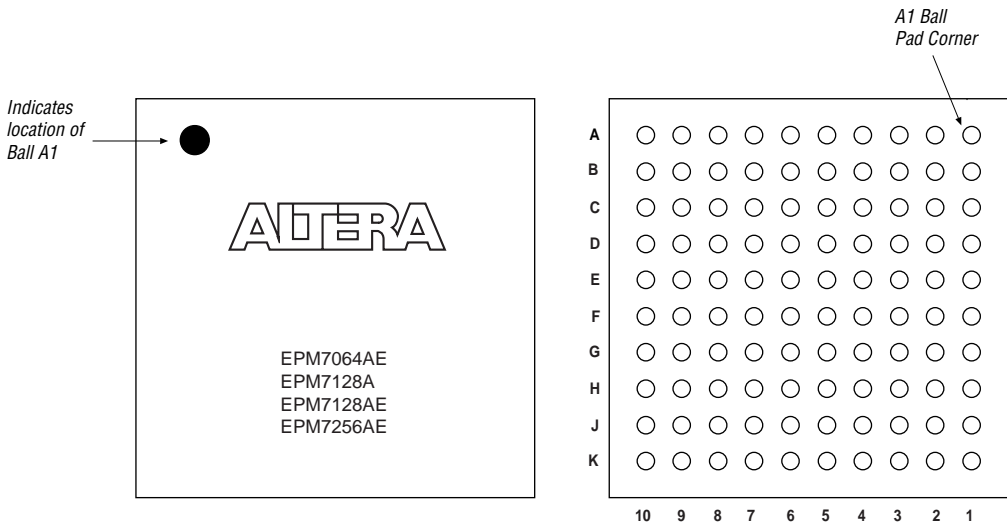 A1 Ball
Pad Corner
Indicates
location of
Ball A1
ALTERA
EPM7064AE
EPM7128A
EPM7128AE
EPM7256AE
A
B
C
D
E
F
G
H
J
K
10 9 8 7 6 5 4 3 2 1